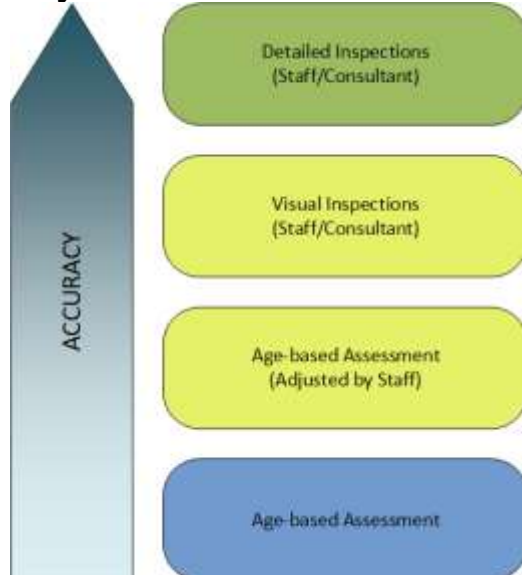 Detailed Inspections
(Staff/Consultant)
Visual Inspections
(Staff/Consultant)
ACCURACY
Age-based Assessment
(Adjusted by Staff)
Age-based Assessment